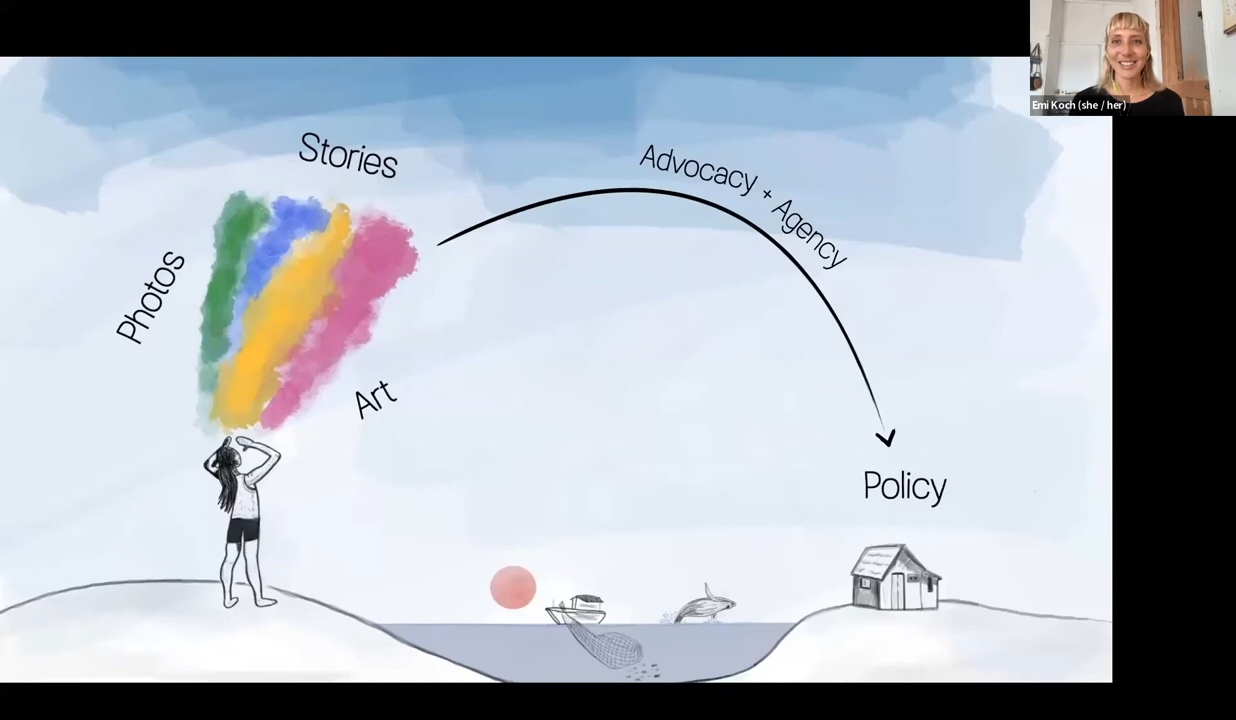 Emi Koch (she / her)
Stories
Advocacy + Agency
Photos
Art
Policy